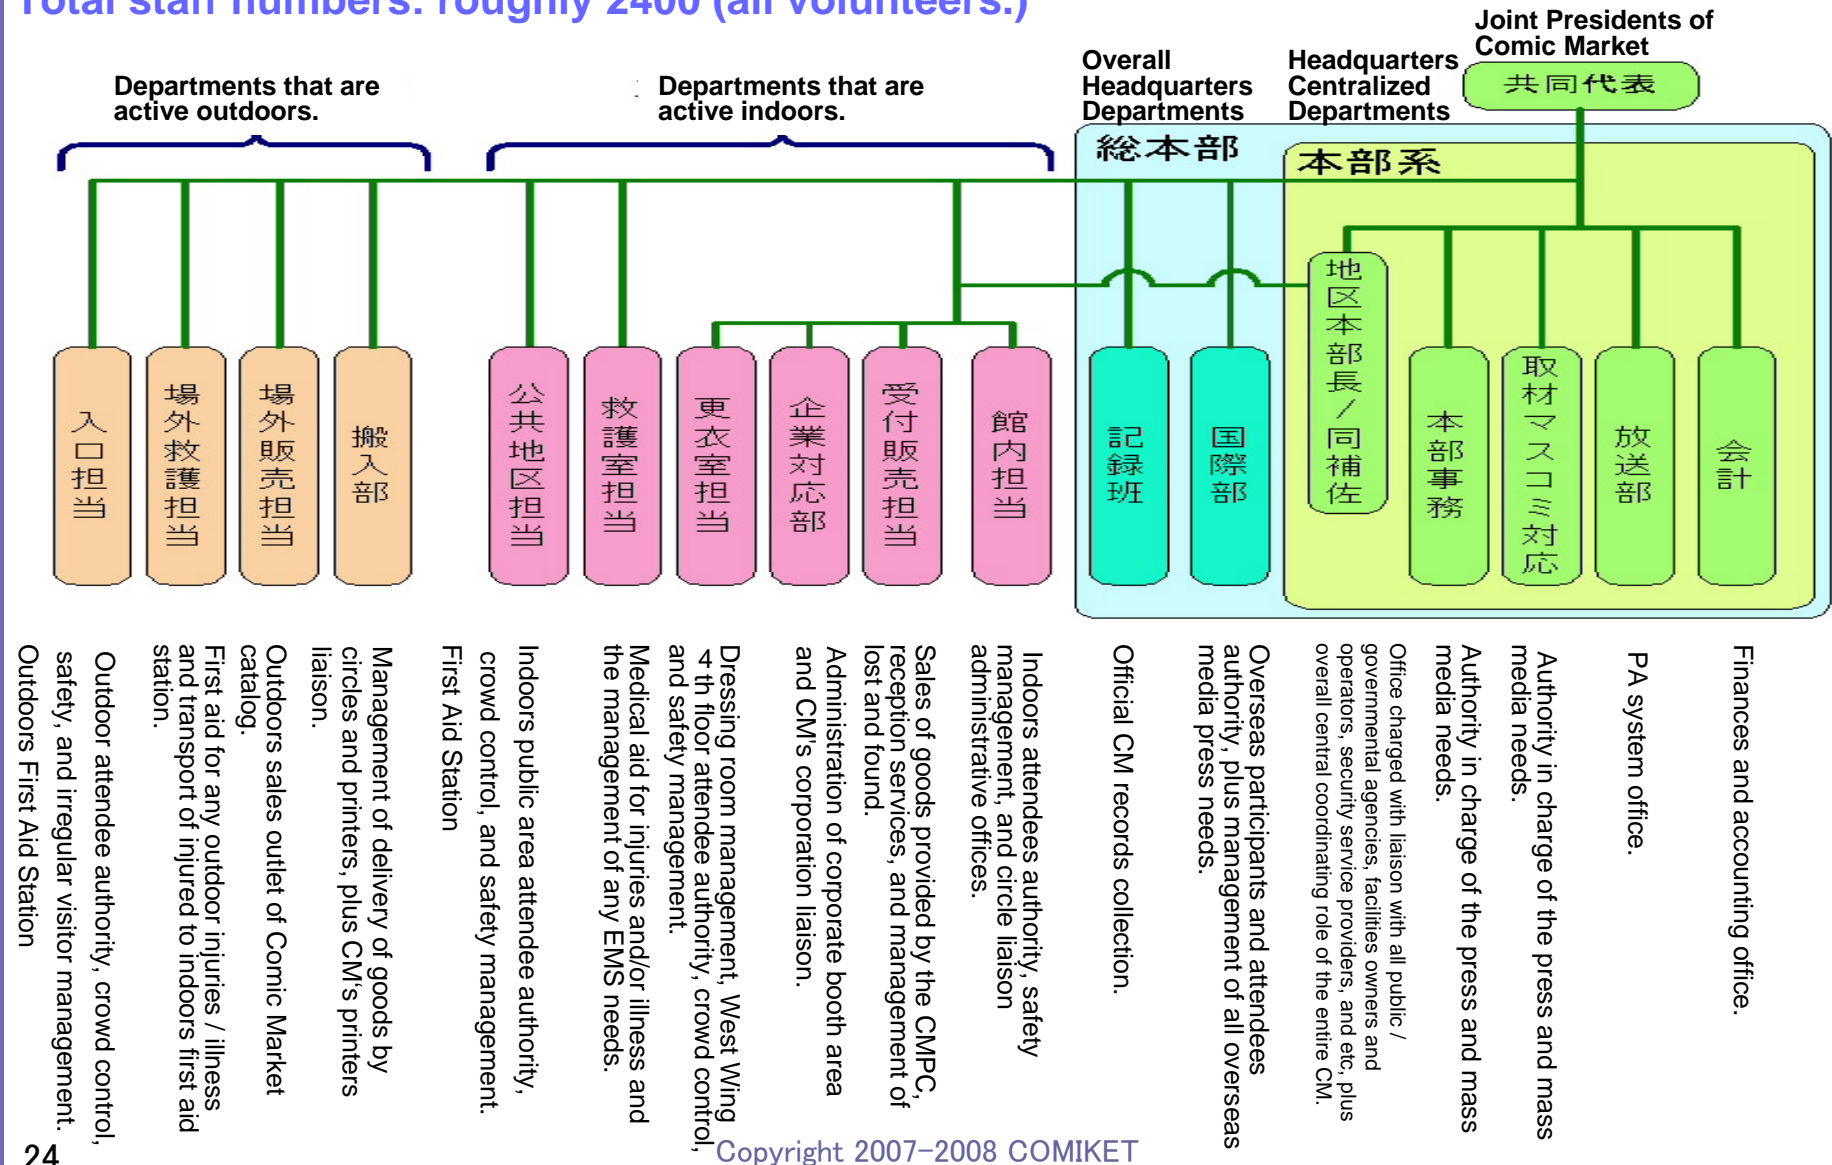 Total staff numbers: roughly 2400 (all volunteers.)
Joint Presidents of
Comic Market
共同代表
Departments that are
active outdoors.
Departments that are
active indoors.
Overall
Headquarters
Departments
Headquarters
Centralized
Departments
総本部
本部系
入口担当
場外救護担当
場外販売担当
搬入部
公共地区担当
救護室担当
更衣室担当
企業対応部
受付販売担当
館内担当
記録班
国際部
地区本部長/同補佐
本部事務
取材マスコミ対応
放送部
会計
Finances and accounting office.
PA system office.
Authority in charge of the press and mass
media needs.
Authority in charge of the press and mass
media needs.
Office charged with liaison with all public /
governmental agencies, facilities owners and
operators, security service providers, and etc, plus
overall central coordinating role of the entire CM.
Overseas participants and attendees
authority, plus management of all overseas
media press needs.
Official CM records collection.
Indoors attendees authority, safety
management, and circle liaison
administrative offices.
Sales of goods provided by the CMPC,
reception services, and management of
lost and found.
Administration of corporate booth area
and CM's corporation liaison.
Dressing room management, West Wing
4 th floor attendee authority, crowd control,
and safety management.
Medical aid for injuries and/or illness and
the management of any EMS needs.
Indoors public area attendee authority,
crowd control, and safety management.
First Aid Station
Management of delivery of goods by
circles and printers, plus CM's printers
liaison.
Outdoors sales outlet of Comic Market
catalog.
First aid for any outdoor injuries / illness
and transport of injured to indoors first aid
station.
Outdoor attendee authority, crowd control,
safety, and irregular visitor management.
Outdoors First Aid Station
24
Copyright 2007-2008 COMIKET